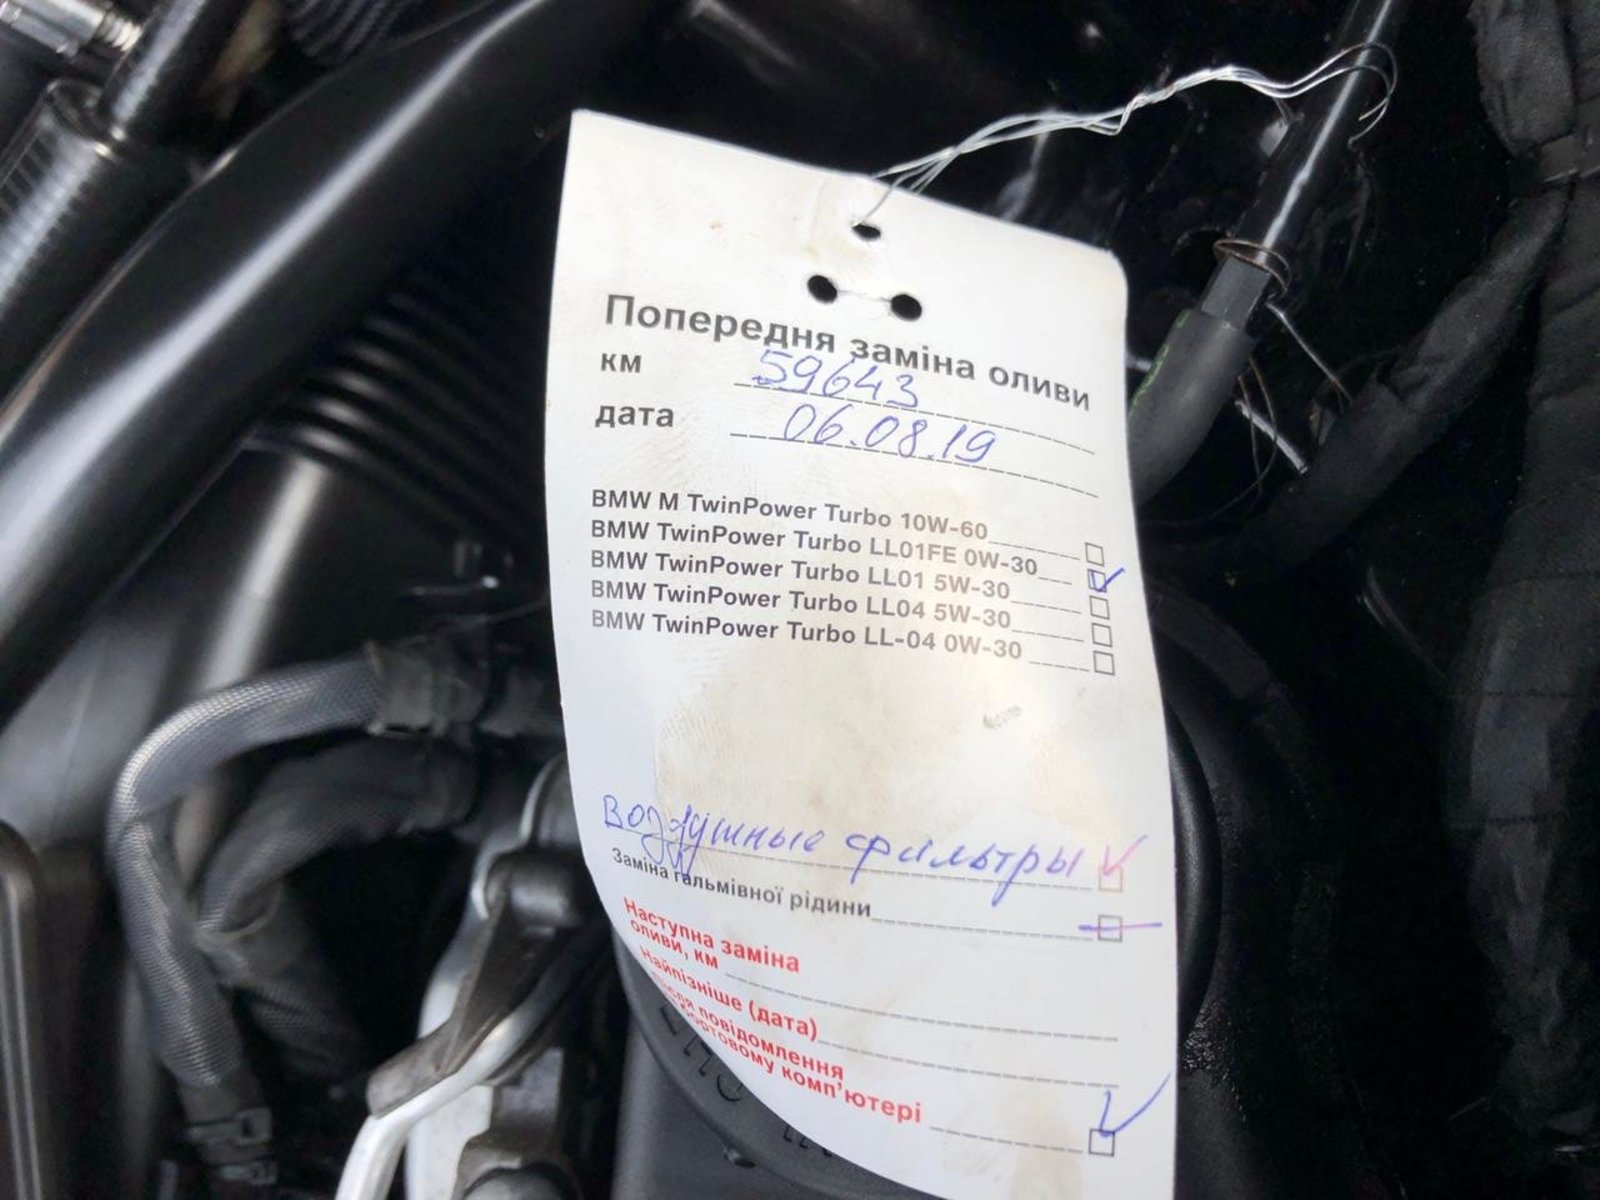 Попередня заміна оливи
км 59643
дата 06.08.19
BMW M TwinPower Turbo 10W-60
BMW TwinPower Turbo LL01FE 0W-30
BMW TwinPower Turbo LL01 5W-30
BMW TwinPower Turbo LL04 5W-30
BMW TwinPower Turbo LL-04 0W-30
Воздушные фильтры
Заміна гальмівної рідини
Наступна заміна
оливи, км
Найпізніше (дата)
після повідомлення
бортовому комп'ютері